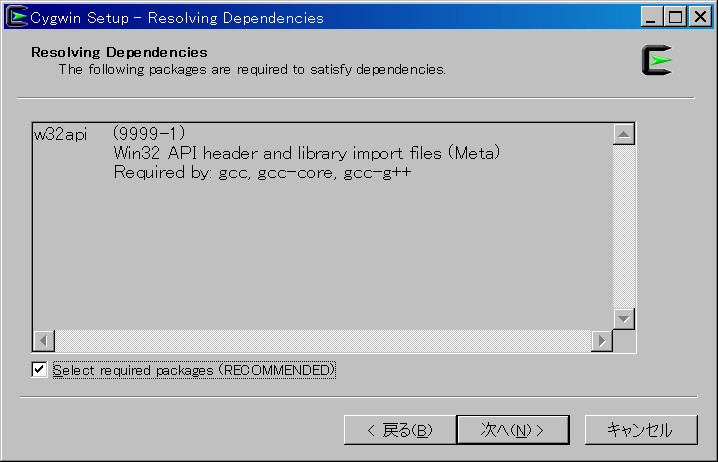 Cygwin Setup - Resolving Dependencies
Resolving Dependencies
The following packages are required to satisfy dependencies.
w32api (9999-1)
Win32 API header and library import files (Meta)
Required by: gcc, gcc-core, gcc-g++
Select required packages (RECOMMENDED)
< 戻る(B) 次へ(N) > キャンセル